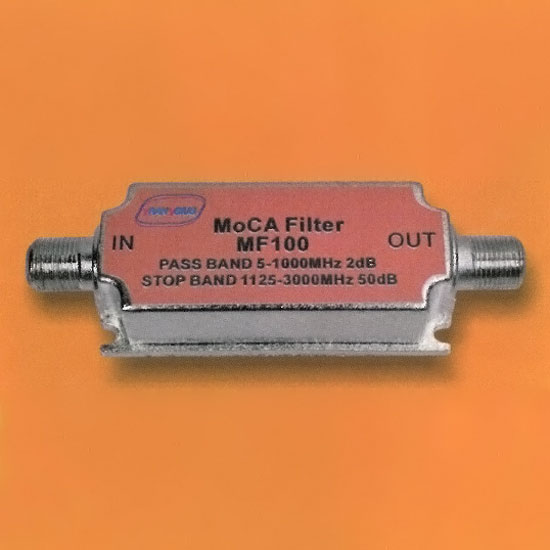 MoCA Filter
IN
MF100
OUT
PASS BAND 5-1000MHz 2dB
STOP BAND 1125-3000MHz 50dB